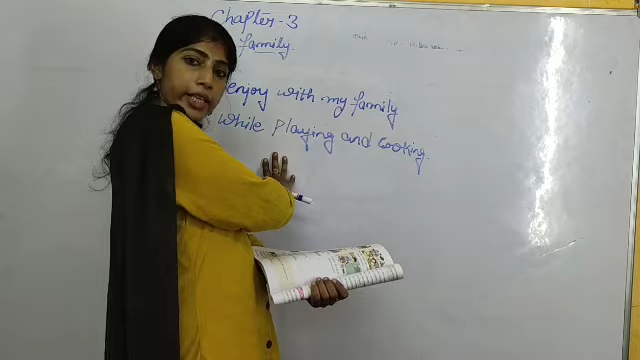 Chapter-3
family.
enjoy with my family
while Playing and Cooking.